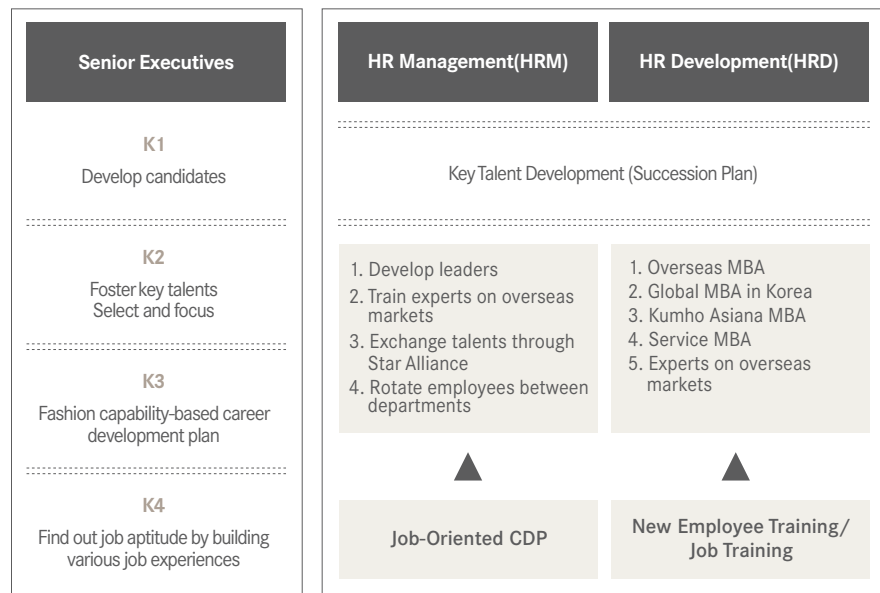 Senior Executives
K1
Develop candidates
K2
Foster key talents
Select and focus
K3
Fashion capability-based career
development plan
K4
Find out job aptitude by building
various job experiences
HR Management(HRM)
HR Development(HRD)
Key Talent Development (Succession Plan)
1. Develop leaders
2. Train experts on overseas
markets
3. Exchange talents through
Star Alliance
4. Rotate employees between
departments
1. Overseas MBA
2. Global MBA in Korea
3. Kumho Asiana MBA
4. Service MBA
5. Experts on overseas
markets
Job-Oriented CDP
New Employee Training/
Job Training